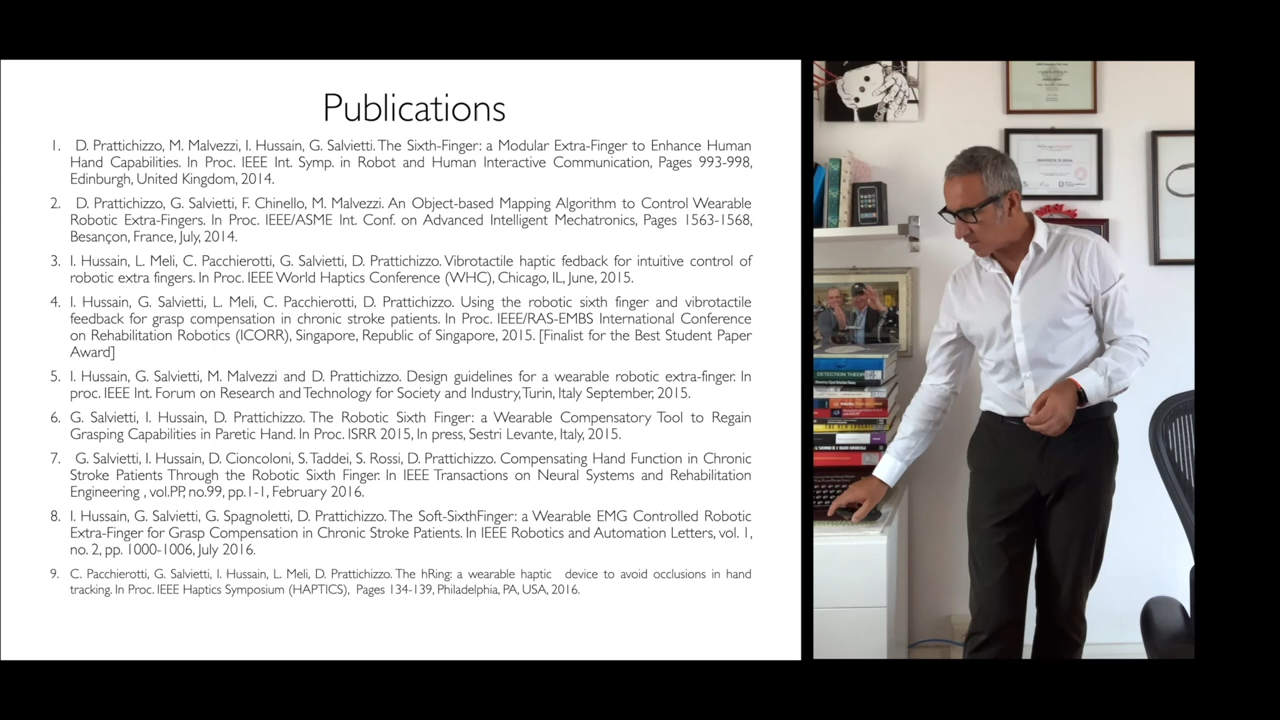 Publications
1. D. Prattichizzo, M. Malvezzi, I. Hussain, G. Salvietti. The Sixth-Finger: a Modular Extra-Finger to Enhance Human
Hand Capabilities. In Proc. IEEE Int. Symp. in Robot and Human Interactive Communication, Pages 993-998,
Edinburgh, United Kingdom, 2014.
2. D. Prattichizzo, G. Salvietti, F. Chinello, M. Malvezzi. An Object-based Mapping Algorithm to Control Wearable
Robotic Extra-Fingers. In Proc. IEEE/ASME Int. Conf. on Advanced Intelligent Mechatronics, Pages 1563-1568,
Besançon, France, July, 2014.
3. I. Hussain, L. Meli, C. Pacchierotti, G. Salvietti, D. Prattichizzo. Vibrotactile haptic fedback for intuitive control of
robotic extra fingers. In Proc. IEEE World Haptics Conference (WHC), Chicago, IL, June, 2015.
4. I. Hussain, G. Salvietti, L. Meli, C. Pacchierotti, D. Prattichizzo. Using the robotic sixth finger and vibrotactile
feedback for grasp compensation in chronic stroke patients. In Proc. IEEE/RAS-EMBS International Conference
on Rehabilitation Robotics (ICORR), Singapore, Republic of Singapore, 2015. [Finalist for the Best Student Paper
Award]
5. I. Hussain, G. Salvietti, M. Malvezzi and D. Prattichizzo. Design guidelines for a wearable robotic extra-finger. In
proc. IEEE Int. Forum on Research and Technology for Society and Industry, Turin, Italy September, 2015.
6. G. Salvietti, I. Hussain, D. Prattichizzo. The Robotic Sixth Finger: a Wearable Compensatory Tool to Regain
Grasping Capabilities in Paretic Hand. In Proc. ISRR 2015, In press, Sestri Levante, Italy, 2015.
7. G. Salvietti, I. Hussain, D. Cioncoloni, S. Taddei, S. Rossi, D. Prattichizzo. Compensating Hand Function in Chronic
Stroke Patients Through the Robotic Sixth Finger. In IEEE Transactions on Neural Systems and Rehabilitation
Engineering , vol.PP, no.99, pp.1-1, February 2016.
8. I. Hussain, G. Salvietti, G. Spagnoletti, D. Prattichizzo. The Soft-SixthFinger: a Wearable EMG Controlled Robotic
Extra-Finger for Grasp Compensation in Chronic Stroke Patients. In IEEE Robotics and Automation Letters, vol. 1,
no. 2, pp. 1000-1006, July 2016.
9. C. Pacchierotti, G. Salvietti, I. Hussain, L. Meli, D. Prattichizzo. The hRing: a wearable haptic device to avoid occlusions in hand
tracking. In Proc. IEEE Haptics Symposium (HAPTICS), Pages 134-139, Philadelphia, PA, USA, 2016.
DETECTION THEORY